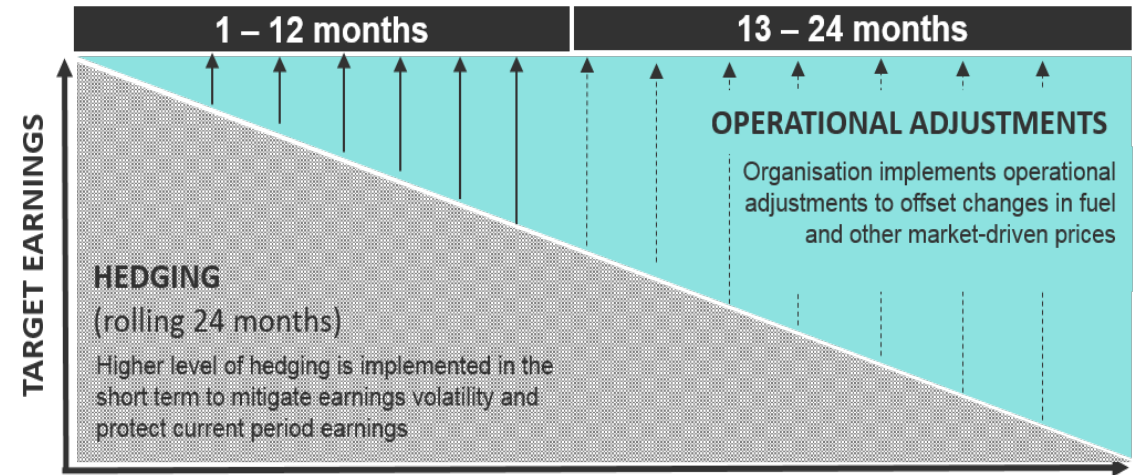 1 – 12 months
13 – 24 months
TARGET EARNINGS
OPERATIONAL ADJUSTMENTS
Organisation implements operational
adjustments to offset changes in fuel
and other market-driven prices
HEDGING
(rolling 24 months)
Higher level of hedging is implemented in the
short term to mitigate earnings volatility and
protect current period earnings